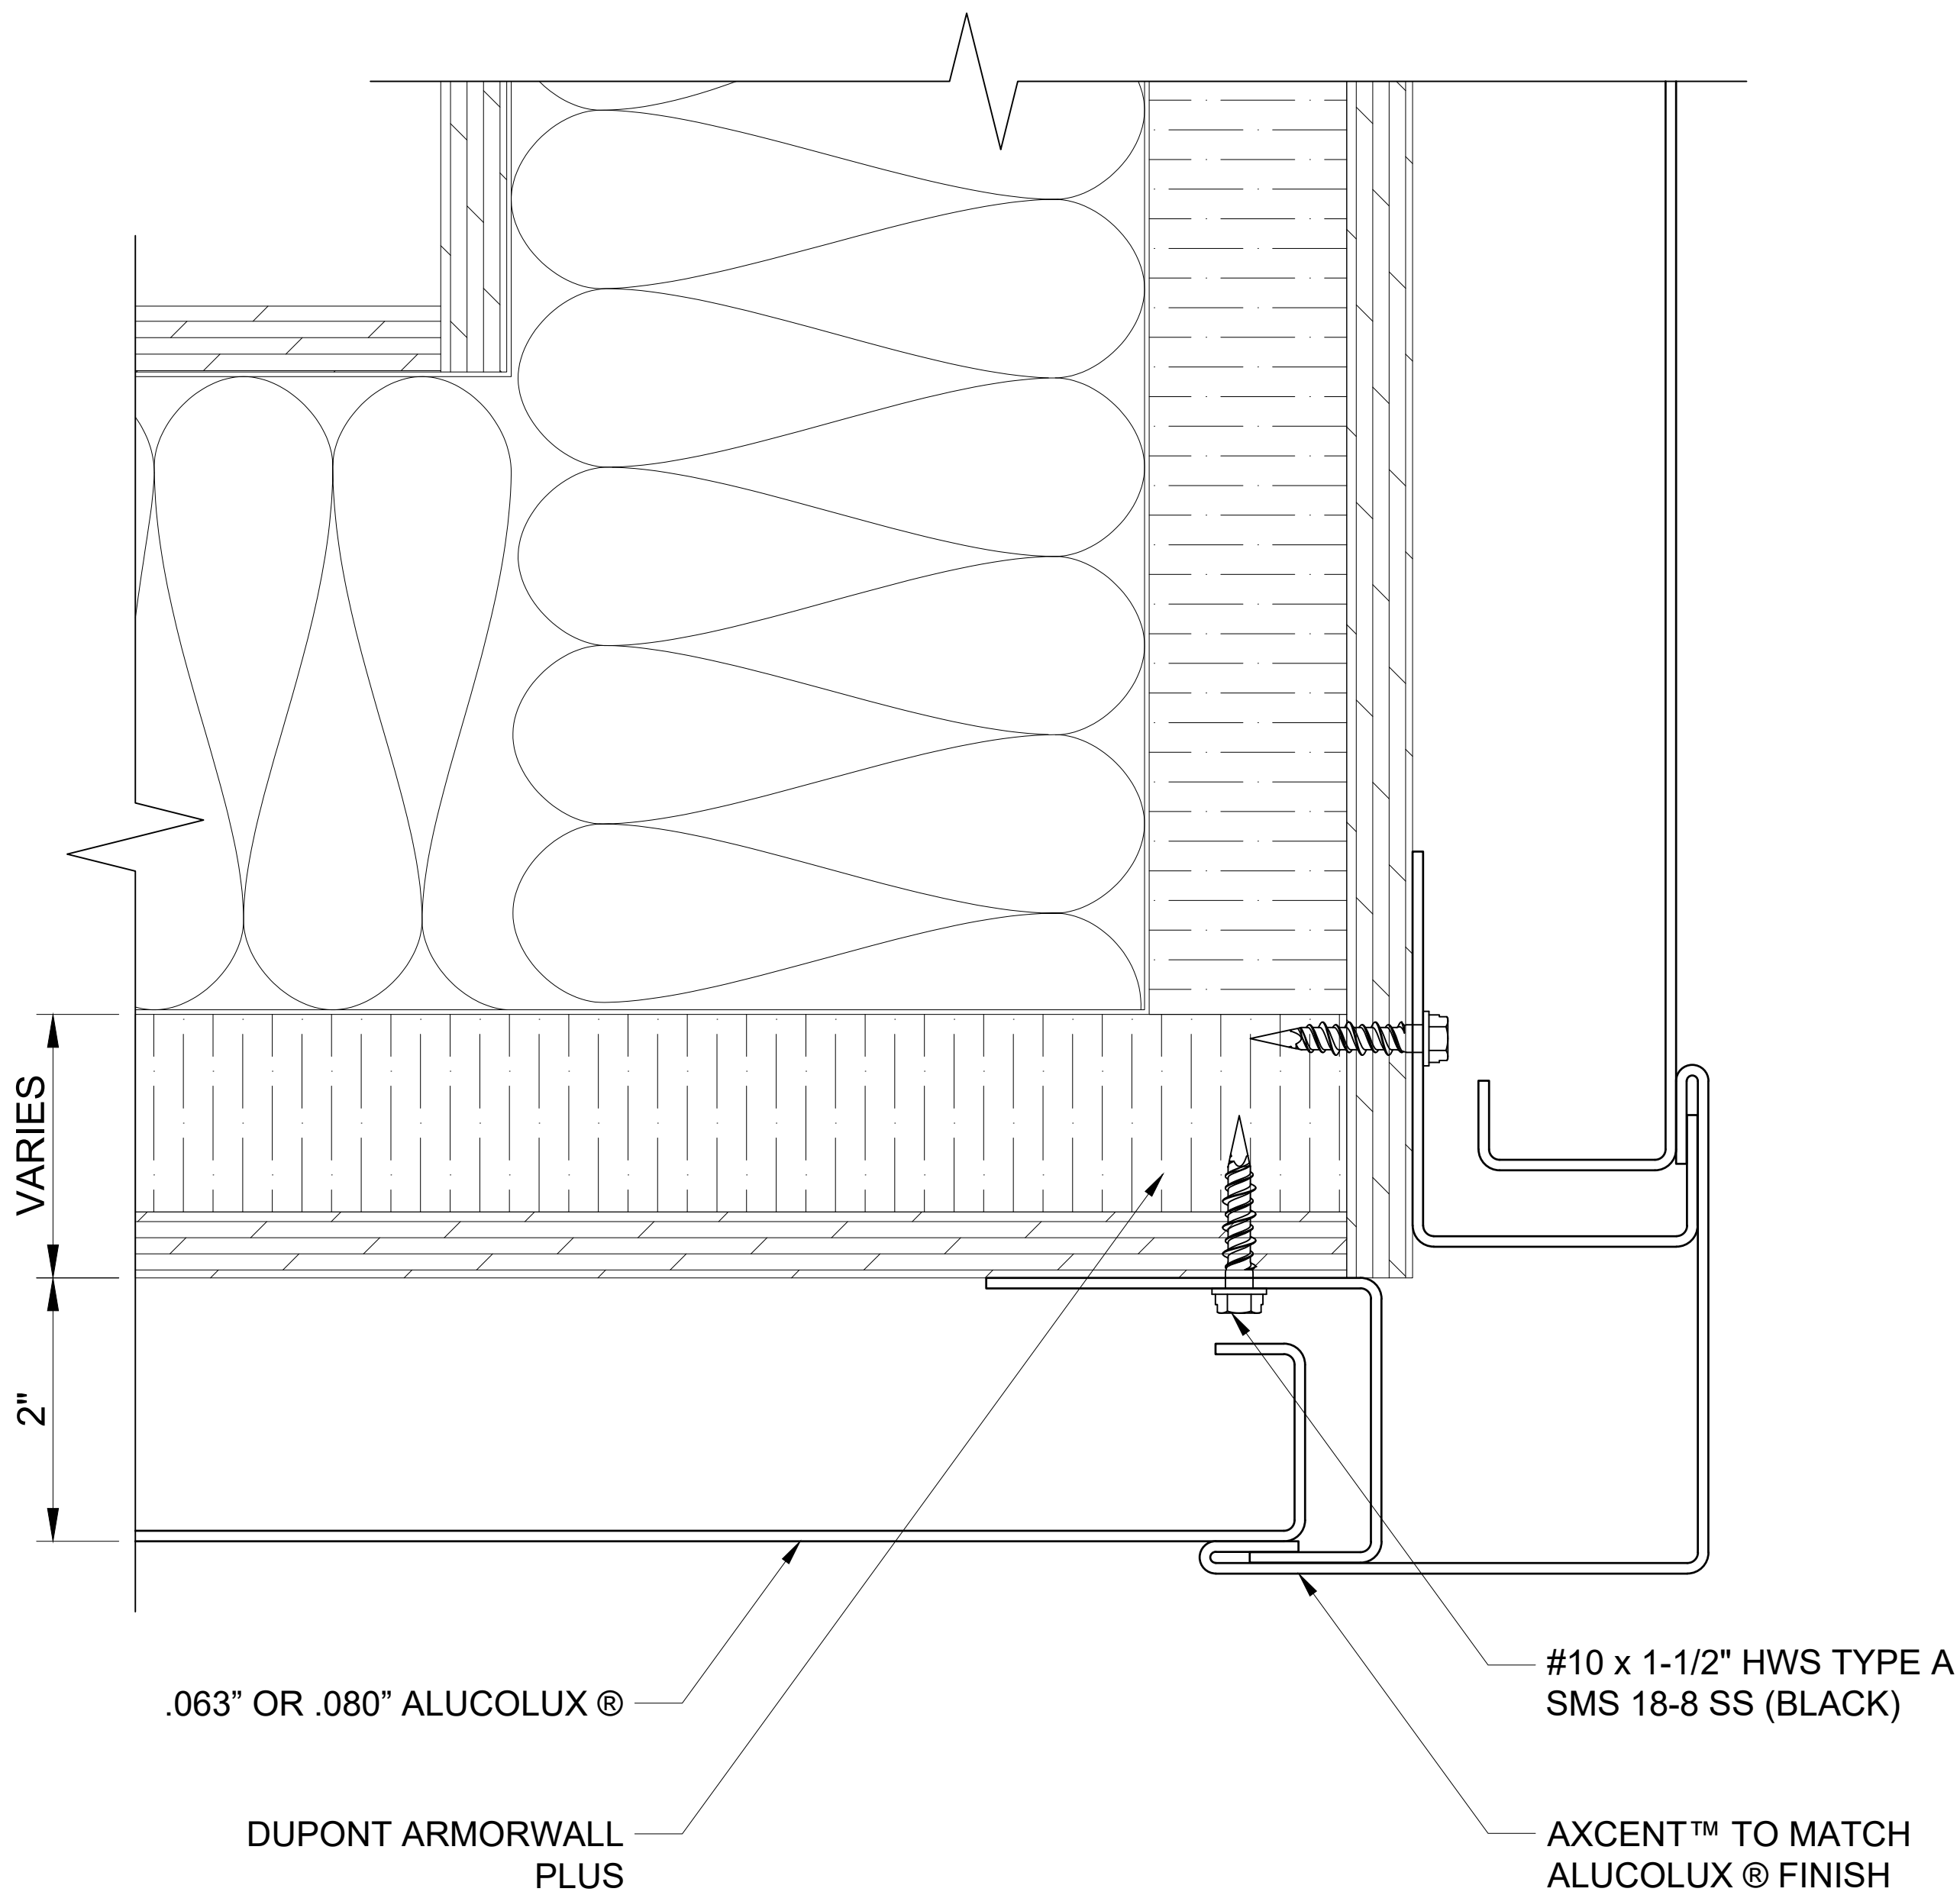 VARIES
2"
.063” OR .080” ALUCOLUX ®
DUPONT ARMORWALL
PLUS
#10 x 1-1/2" HWS TYPE A
SMS 18-8 SS (BLACK)
AXCENT™ TO MATCH
ALUCOLUX ® FINISH